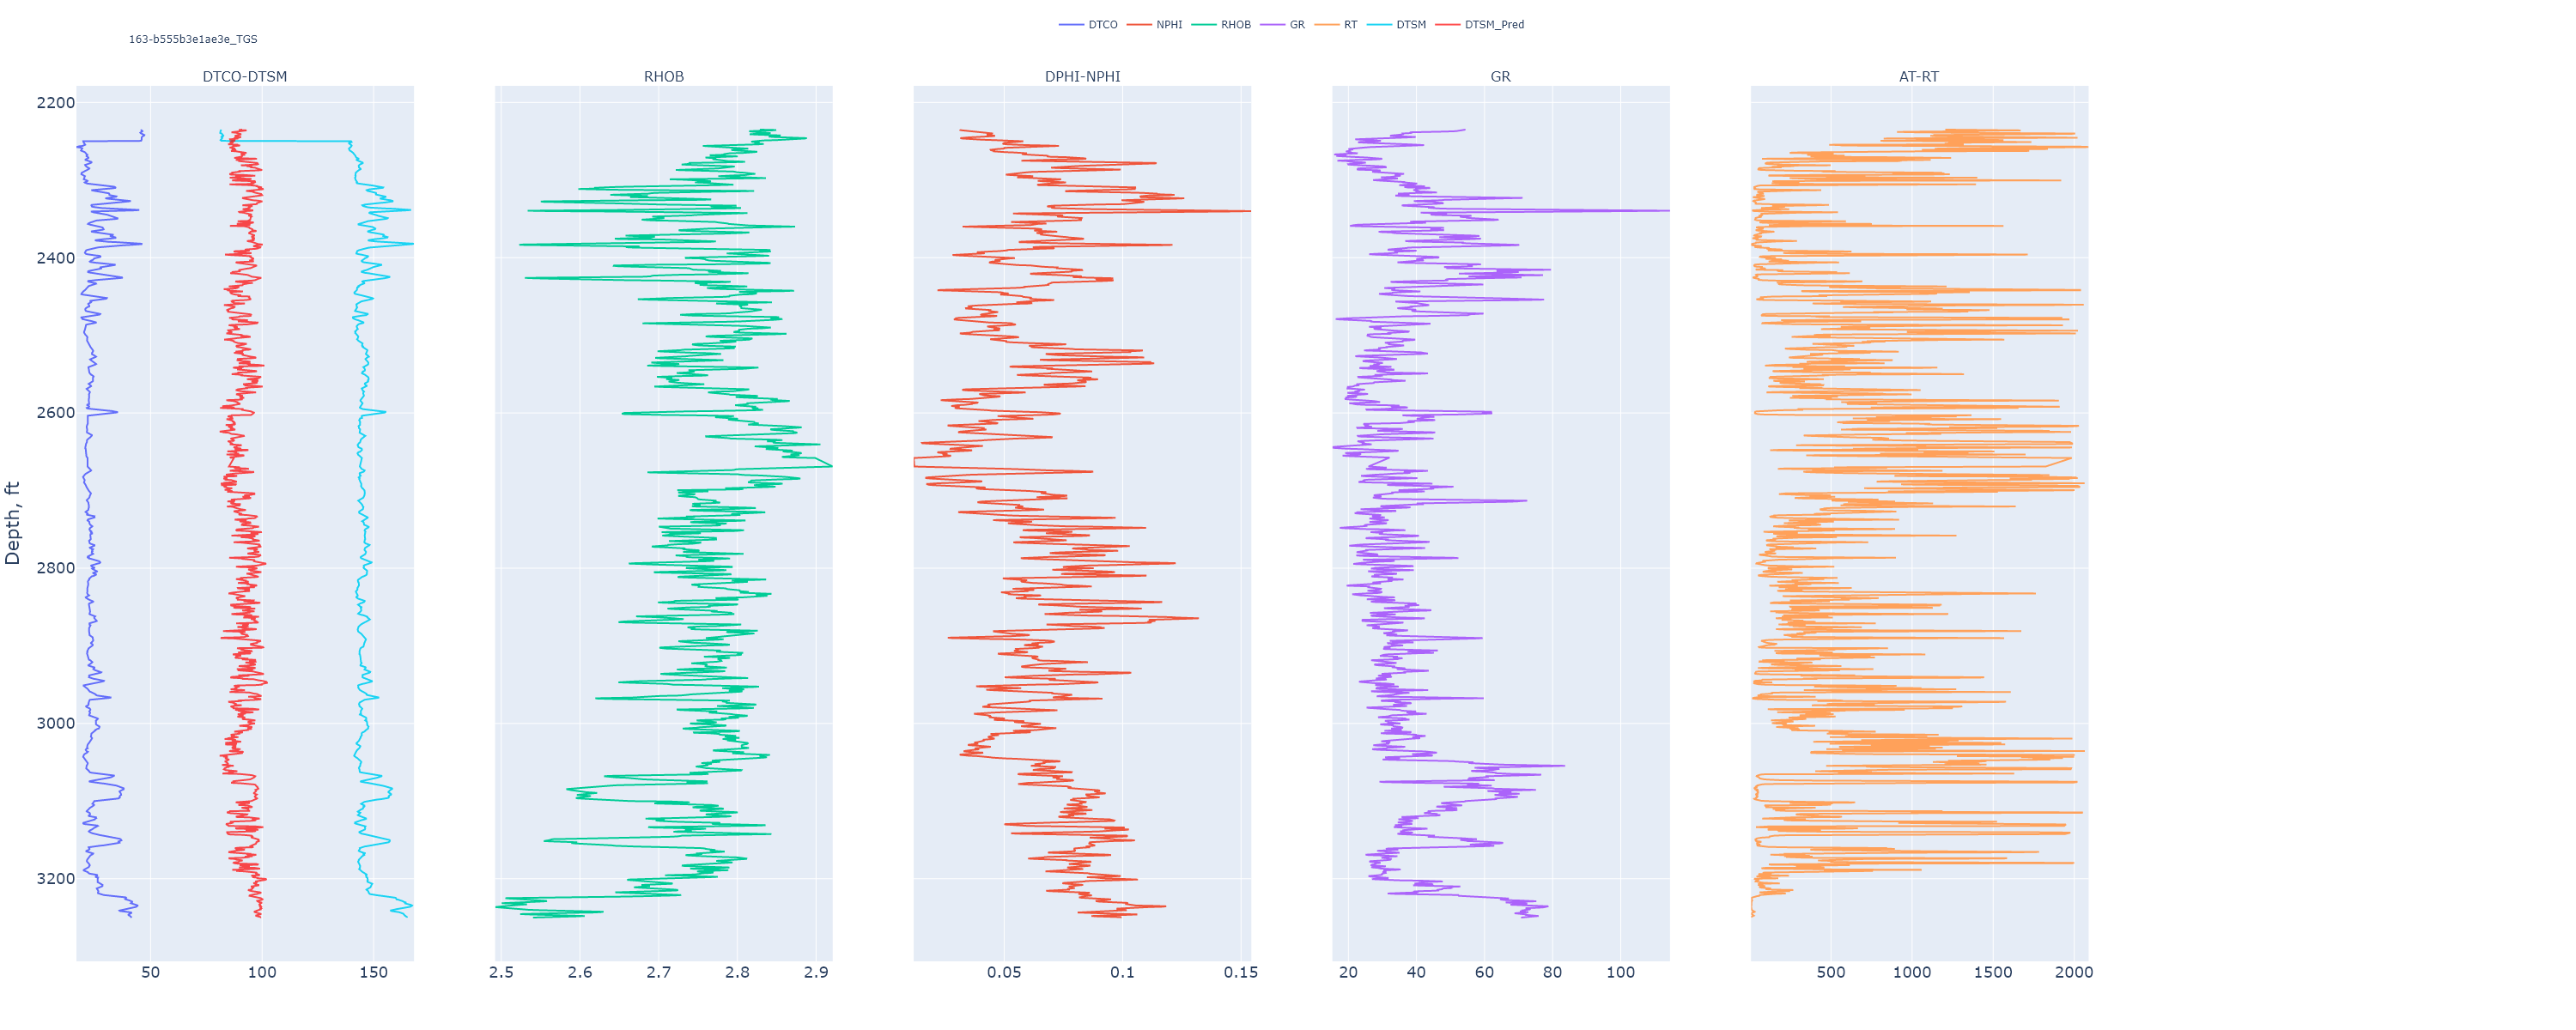 DTCO NPHI RHOB GR RT DTSM DTSM_Pred
163-b555b3e1ae3e_TGS
DTCO-DTSM RHOB DPHI-NPHI GR AT-RT
Depth, ft
2200
2400
2600
2800
3000
3200
50 100 150 2.5 2.6 2.7 2.8 2.9 0.05 0.1 0.15 20 40 60 80 100 500 1000 1500 2000